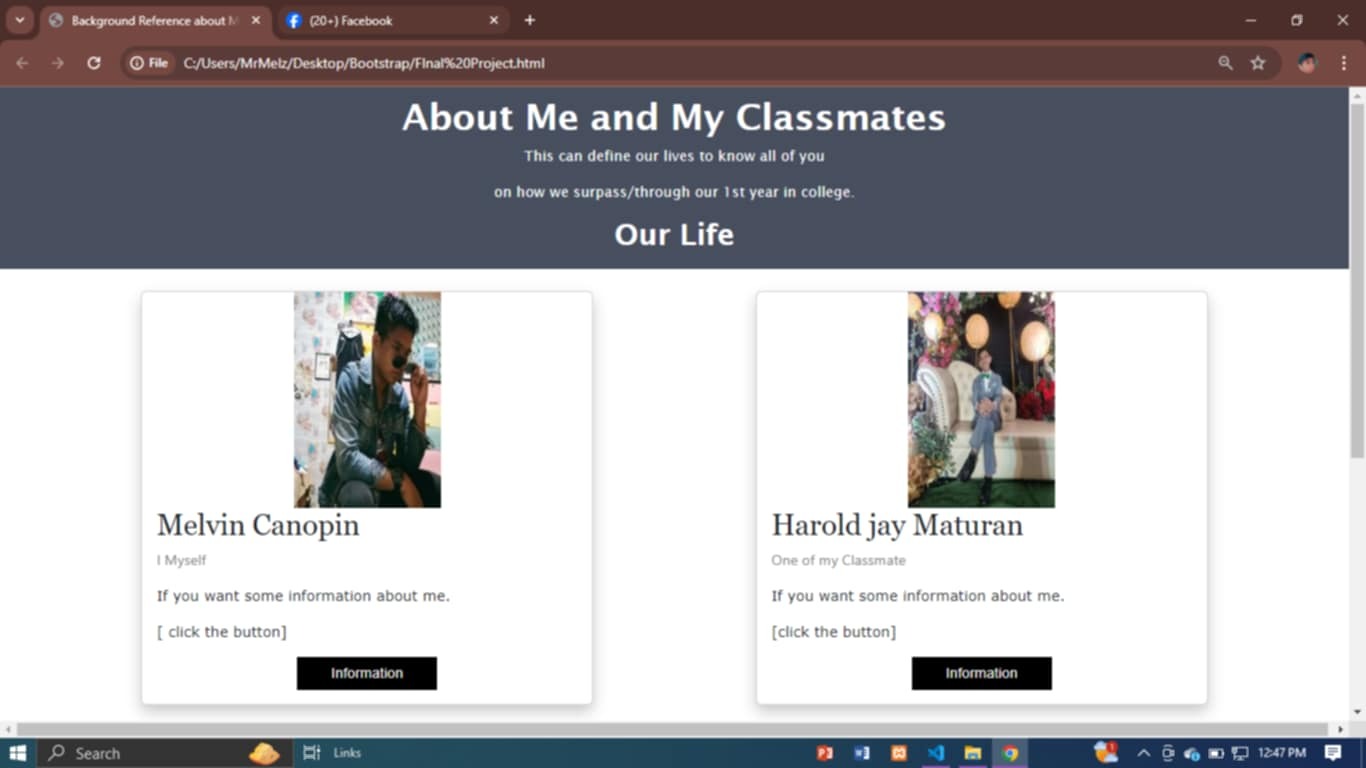 Background Reference about M
(20+) Facebook
File
C:/Users/MrMelz/Desktop/Bootstrap/FInal%20Project.html
About Me and My Classmates
This can define our lives to know all of you
on how we surpass/through our 1st year in college.
Our Life
Melvin Canopin
I Myself
If you want some information about me.
[ click the button]
Information
Harold jay Maturan
One of my Classmate
If you want some information about me.
[click the button]
Information
Search
Links
12:47 PM